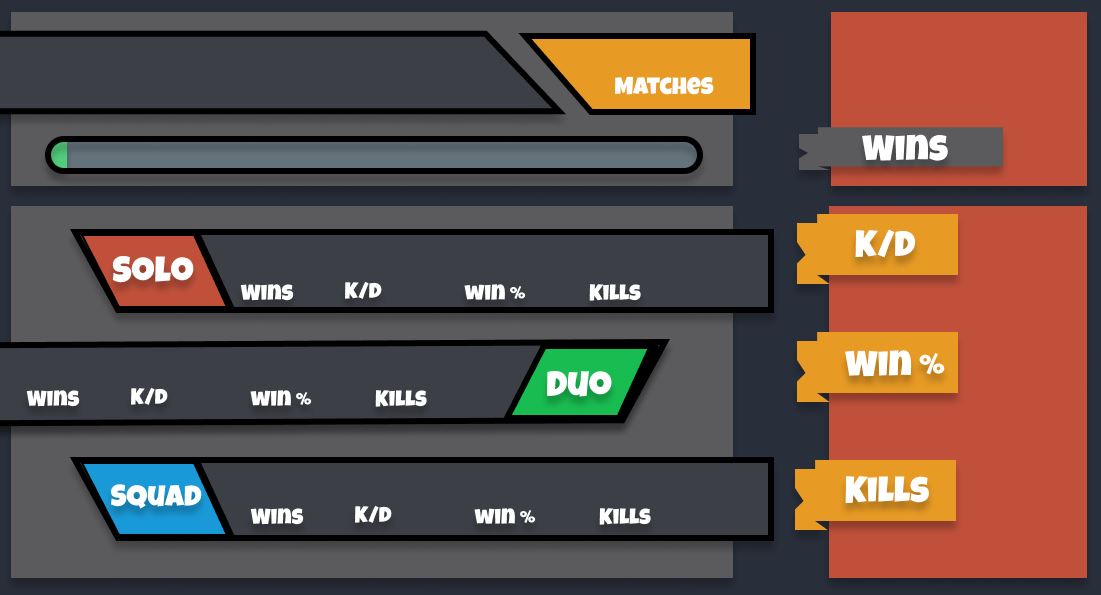 Matches
Wins
Solo
Wins K/D Win % Kills
Wins K/D Win % Kills
Duo
Squad
Wins K/D Win % Kills
K/D
Win %
Kills